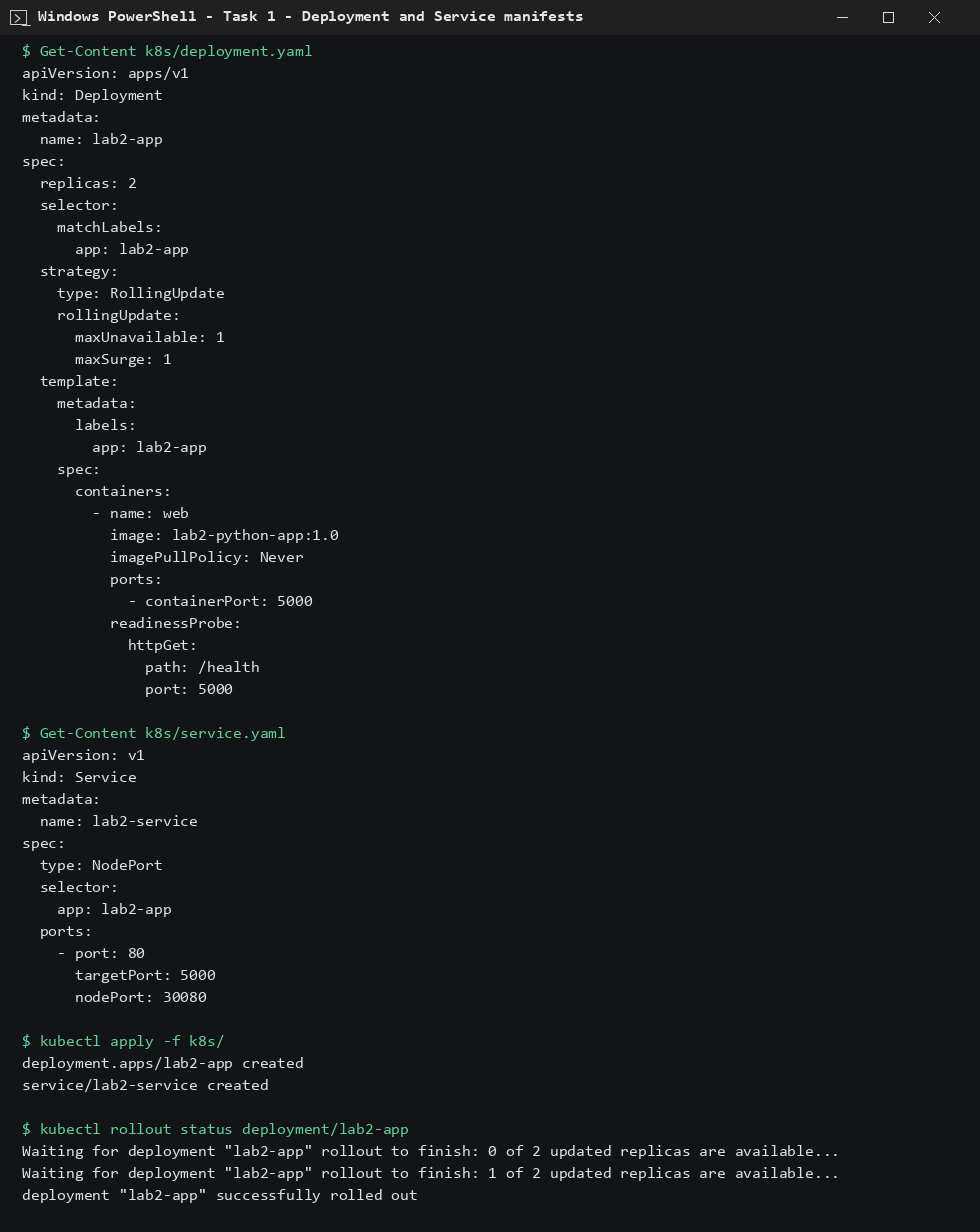 Windows PowerShell - Task 1 - Deployment and Service manifests
$ Get-Content k8s/deployment.yaml
apiVersion: apps/v1
kind: Deployment
metadata:
  name: lab2-app
spec:
  replicas: 2
  selector:
    matchLabels:
      app: lab2-app
  strategy:
    type: RollingUpdate
    rollingUpdate:
      maxUnavailable: 1
      maxSurge: 1
  template:
    metadata:
      labels:
        app: lab2-app
    spec:
      containers:
        - name: web
          image: lab2-python-app:1.0
          imagePullPolicy: Never
          ports:
            - containerPort: 5000
          readinessProbe:
            httpGet:
              path: /health
              port: 5000

$ Get-Content k8s/service.yaml
apiVersion: v1
kind: Service
metadata:
  name: lab2-service
spec:
  type: NodePort
  selector:
    app: lab2-app
  ports:
    - port: 80
      targetPort: 5000
      nodePort: 30080

$ kubectl apply -f k8s/
deployment.apps/lab2-app created
service/lab2-service created

$ kubectl rollout status deployment/lab2-app
Waiting for deployment "lab2-app" rollout to finish: 0 of 2 updated replicas are available...
Waiting for deployment "lab2-app" rollout to finish: 1 of 2 updated replicas are available...
deployment "lab2-app" successfully rolled out